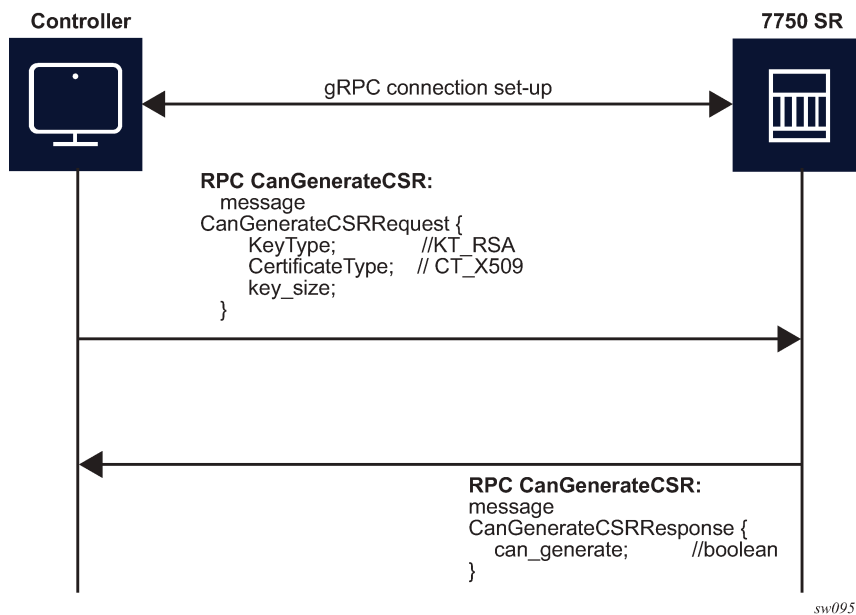 Controller
7750 SR
gRPC connection set-up
RPC CanGenerateCSR:
message
CanGenerateCSRRequest {
KeyType; //KT_RSA
CertificateType; // CT_X509
key_size;
}
RPC CanGenerateCSR:
message
CanGenerateCSRResponse {
can_generate; //boolean
}
sw095